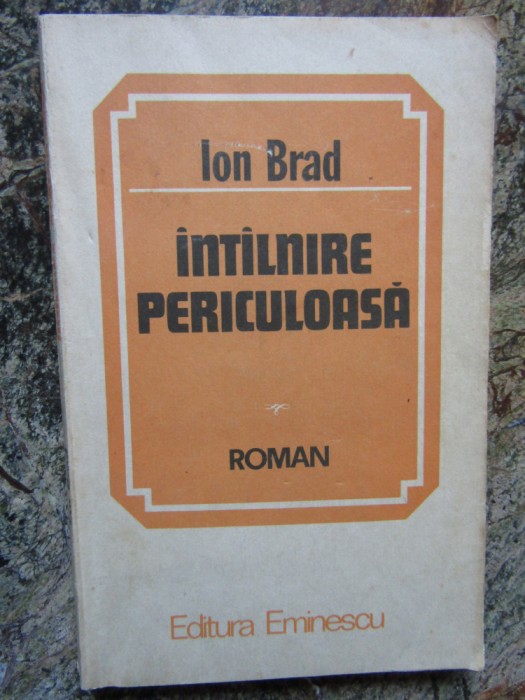 Ion Brad
ÎNTÎLNIRE
PERICULOASĂ
ROMAN
Editura Eminescu